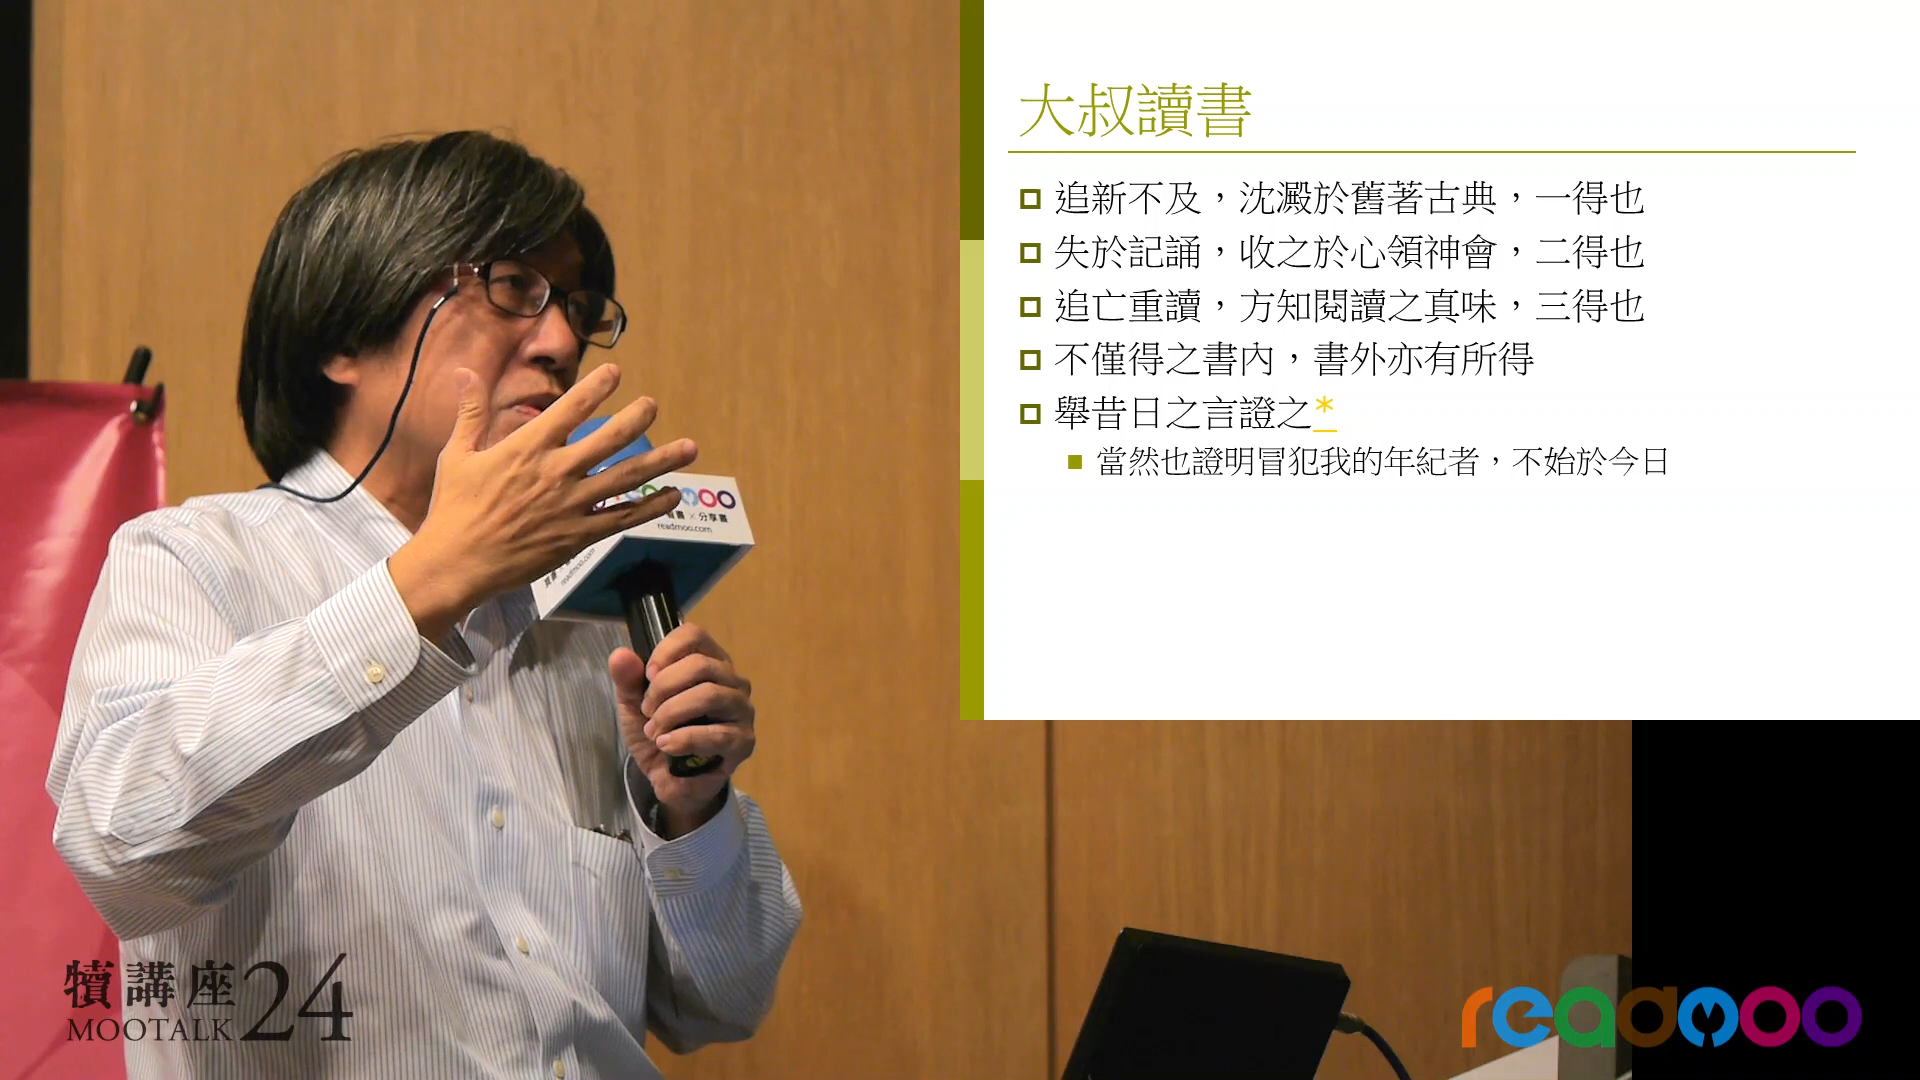 大叔讀書
追新不及，沈澱於舊著古典，一得也
失於記誦，收之於心領神會，二得也
追亡重讀，方知閱讀之真味，三得也
不僅得之書內，書外亦有所得
舉昔日之言證之*
當然也證明冒犯我的年紀者，不始於今日
readmoo
分享書
readmoo.com
犢講座24
MOOTALK
readmoo